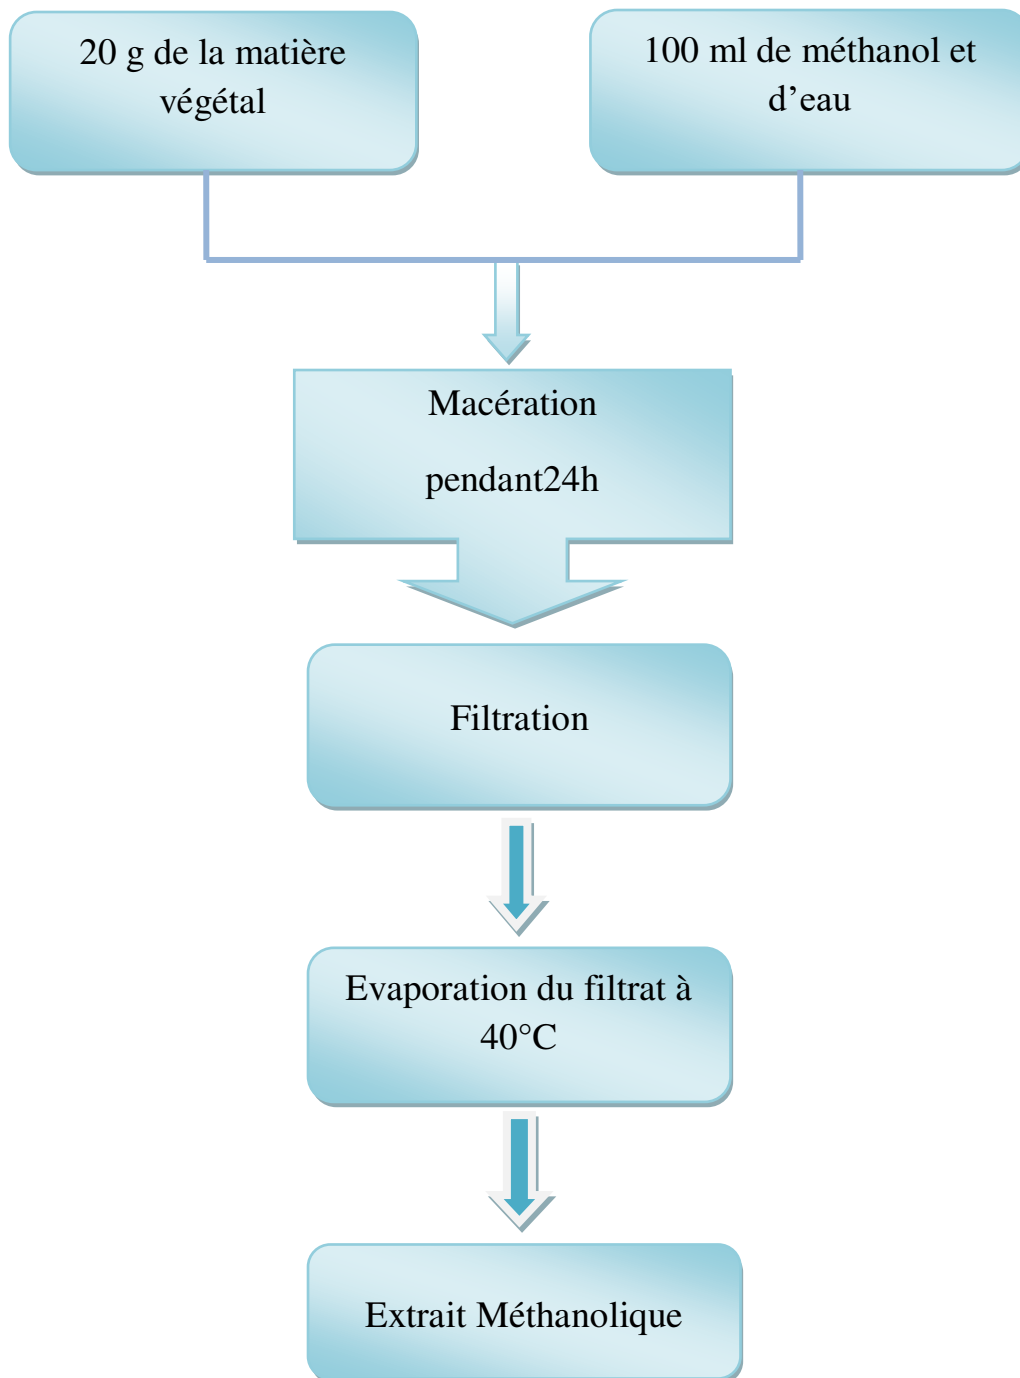 20 g de la matière
végétal
100 ml de méthanol et
d’eau
Macération
pendant24h
Filtration
Evaporation du filtrat à
40°C
Extrait Méthanolique